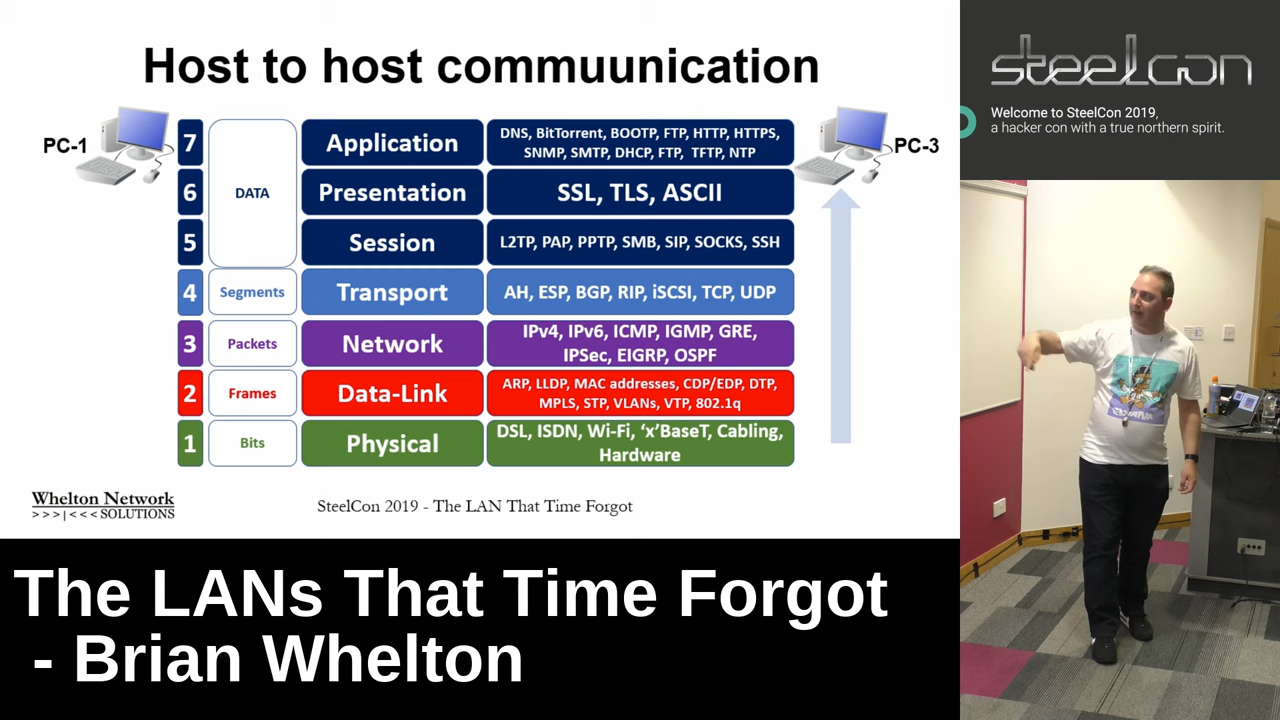 Host to host commuunication
PC-1
PC-3
7
DATA
Application
DNS, BitTorrent, BOOTP, FTP, HTTP, HTTPS,
SNMP, SMTP, DHCP, FTP, TFTP, NTP
6
Presentation
SSL, TLS, ASCII
5
Session
L2TP, PAP, PPTP, SMB, SIP, SOCKS, SSH
4
Segments
Transport
AH, ESP, BGP, RIP, iSCSI, TCP, UDP
3
Packets
Network
IPv4, IPv6, ICMP, IGMP, GRE,
IPSec, EIGRP, OSPF
2
Frames
Data-Link
ARP, LLDP, MAC addresses, CDP/EDP, DTP,
MPLS, STP, VLANs, VTP, 802.1q
1
Bits
Physical
DSL, ISDN, Wi-Fi, ‘x’BaseT, Cabling,
Hardware
Whelton Network
>>>|<<< SOLUTIONS
SteelCon 2019 - The LAN That Time Forgot
The LANs That Time Forgot
- Brian Whelton
steelcon
Welcome to SteelCon 2019,
a hacker con with a true northern spirit.